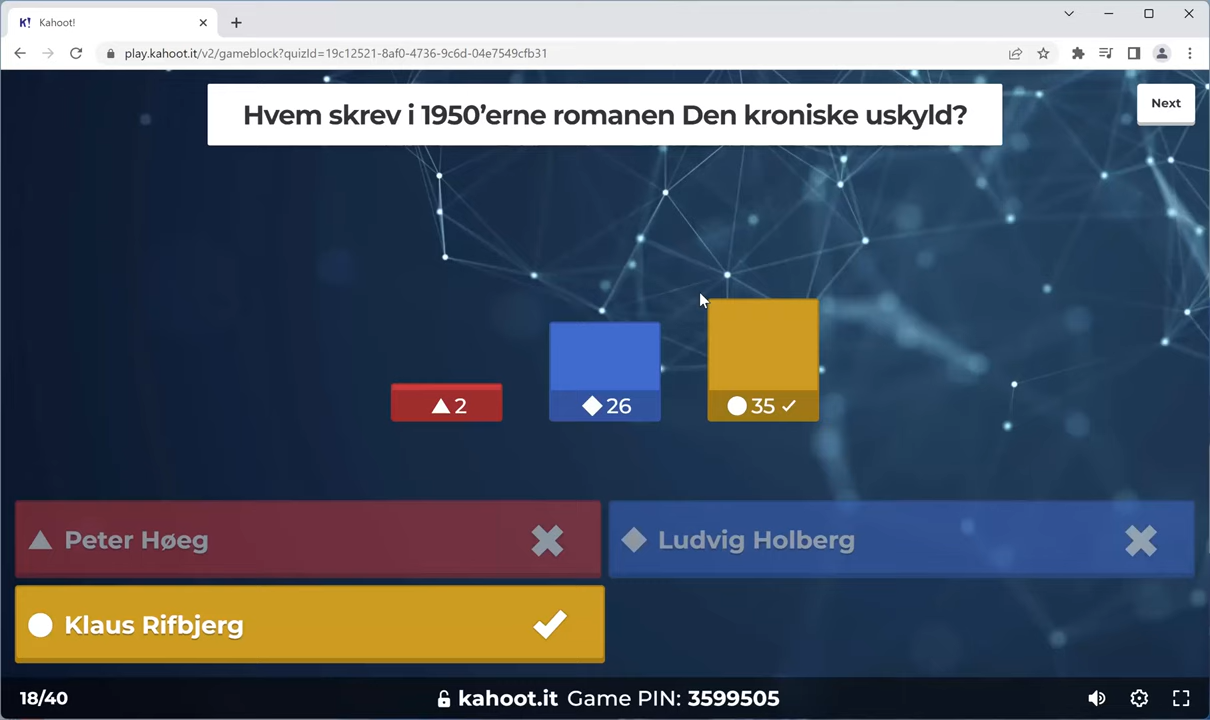 K! Kahoot!
play.kahoot.it/v2/gameblock?quizId=19c12521-8af0-4736-9c6d-04e7549cfb31
Hvem skrev i 1950’erne romanen Den kroniske uskyld?
Next
2
26
35
Peter Høeg
Ludvig Holberg
Klaus Rifbjerg
18/40
kahoot.it Game PIN: 3599505